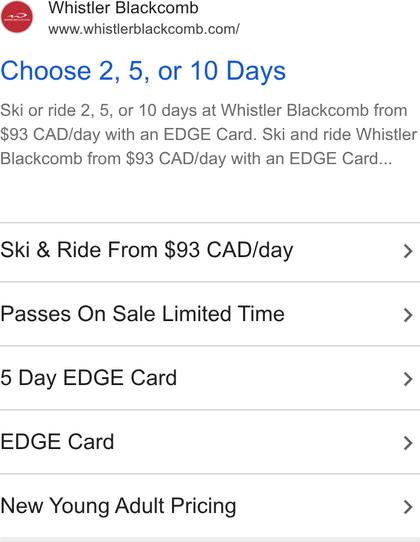 Whistler Blackcomb
www.whistlerblackcomb.com/
Choose 2, 5, or 10 Days
Ski or ride 2, 5, or 10 days at Whistler Blackcomb from
$93 CAD/day with an EDGE Card. Ski and ride Whistler
Blackcomb from $93 CAD/day with an EDGE Card...
Ski & Ride From $93 CAD/day
Passes On Sale Limited Time
5 Day EDGE Card
EDGE Card
New Young Adult Pricing